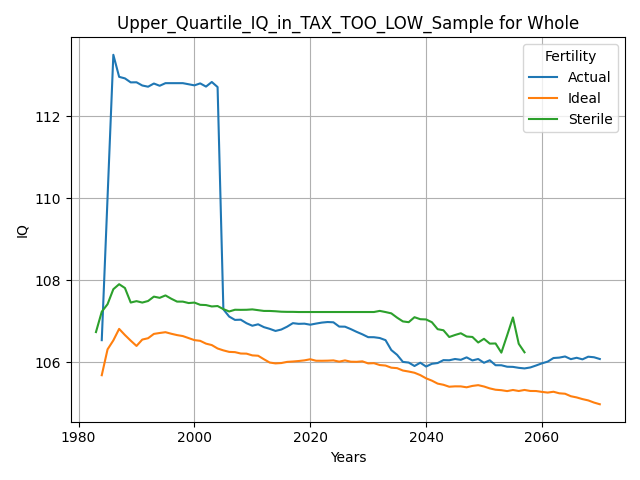 Upper_Quartile_IQ_in_TAX_TOO_LOW_Sample for Whole
Fertility
Actual
Ideal
Sterile
IQ
112
110
108
106
1980
2000
2020
2040
2060
Years